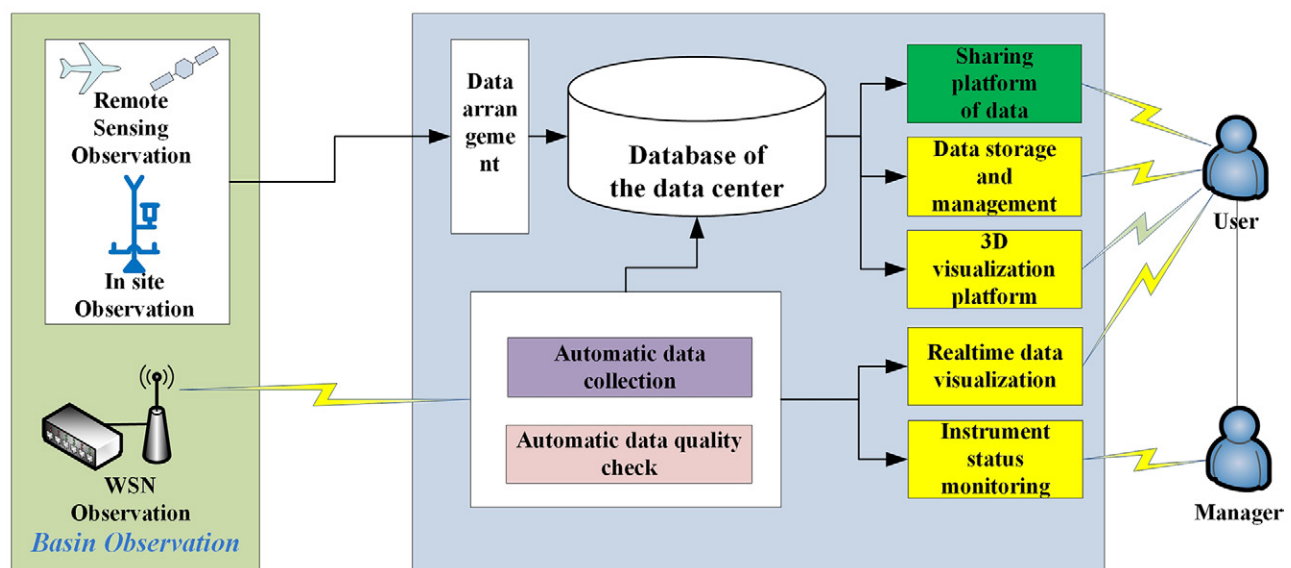 Remote
Sensing
Observation
In site
Observation
WSN
Observation
Basin Observation
Data
arran
geme
nt
Database of
the data center
Automatic data
collection
Automatic data quality
check
Sharing
platform
of data
Data storage
and
management
3D
visualization
platform
Realtime data
visualization
Instrument
status
monitoring
User
Manager